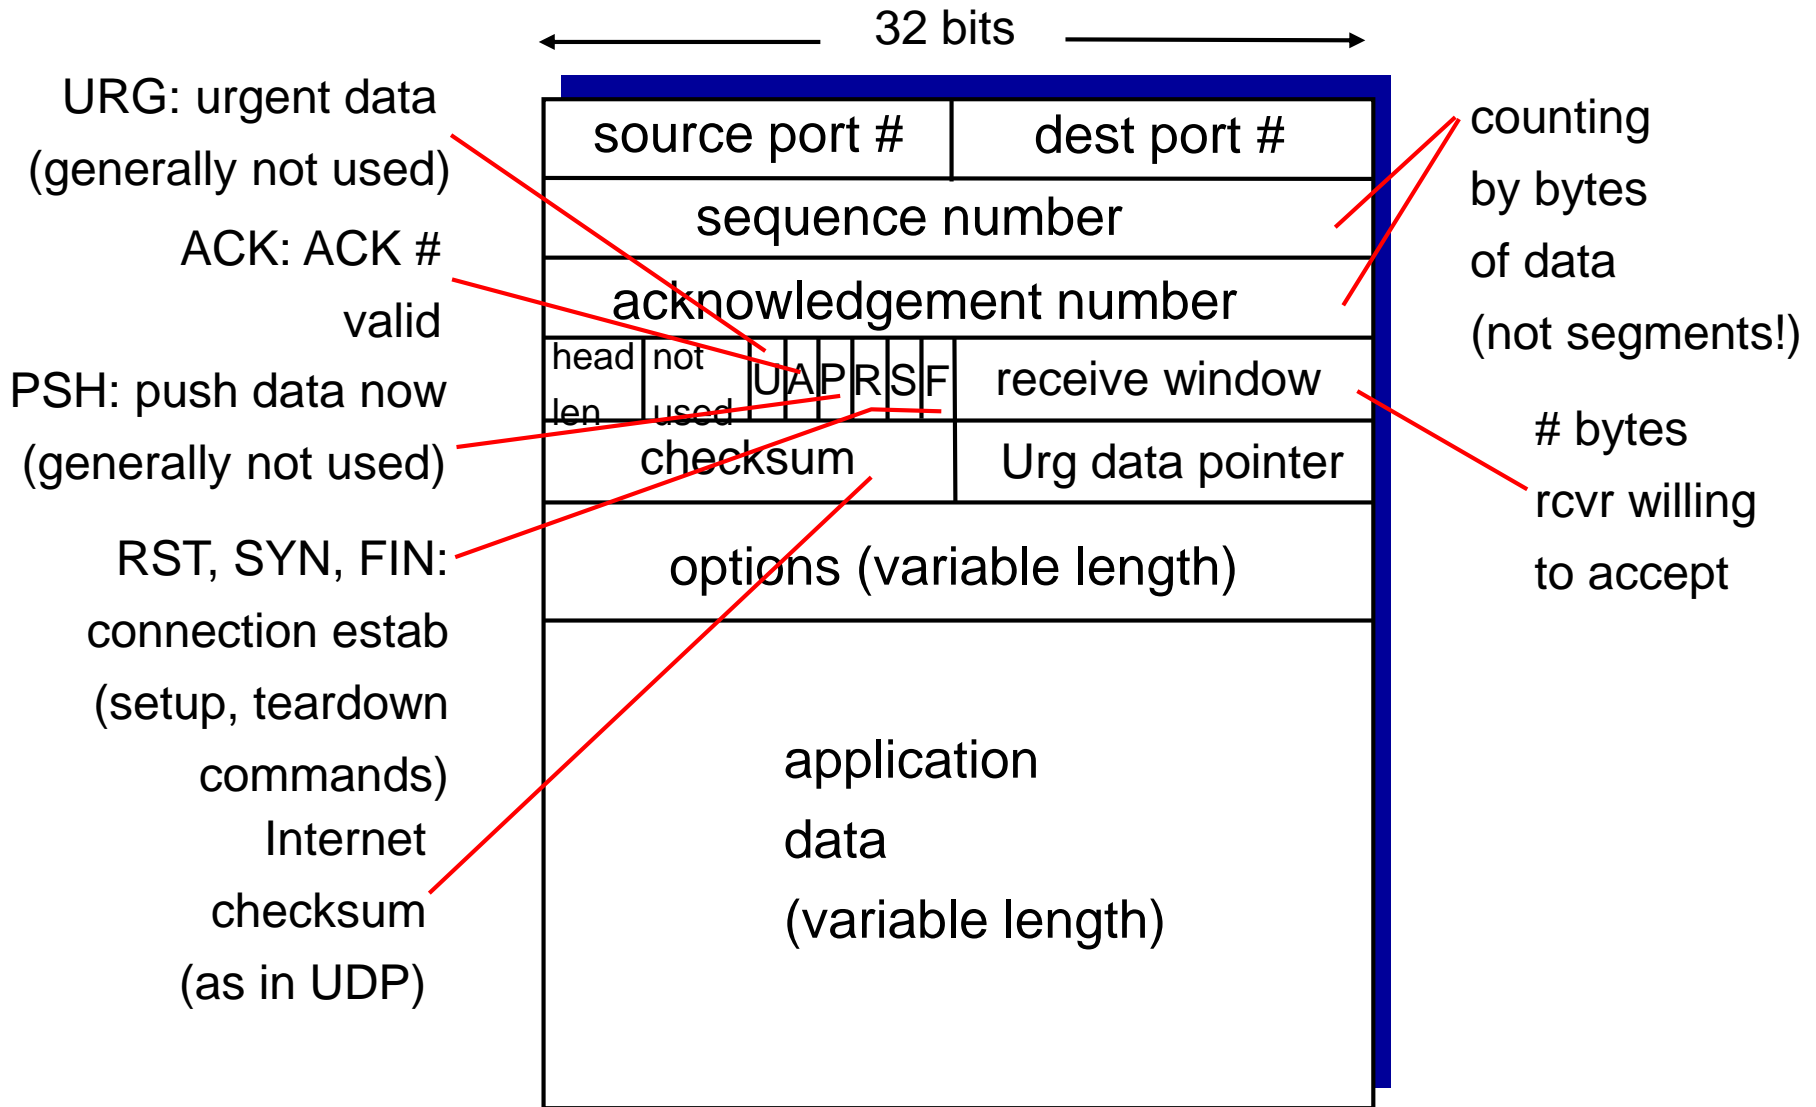 32 bits
URG: urgent data
(generally not used)
ACK: ACK #
valid
PSH: push data now
(generally not used)
RST, SYN, FIN:
connection estab
(setup, teardown
commands)
Internet
checksum
(as in UDP)
source port #
dest port #
sequence number
acknowledgement number
head
len
not
used
U
A
P
R
S
F
receive window
checksum
Urg data pointer
options (variable length)
application
data
(variable length)
counting
by bytes
of data
(not segments!)
# bytes
rcvr willing
to accept